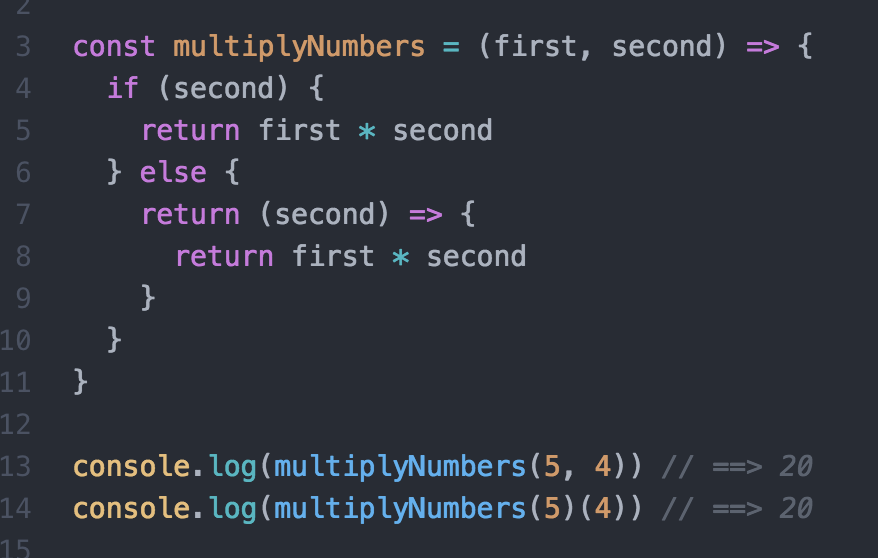 2
3 const multiplyNumbers = (first, second) => {
4   if (second) {
5     return first * second
6   } else {
7     return (second) => {
8       return first * second
9     }
10   }
11 }
12
13 console.log(multiplyNumbers(5, 4)) // ==> 20
14 console.log(multiplyNumbers(5)(4)) // ==> 20
15